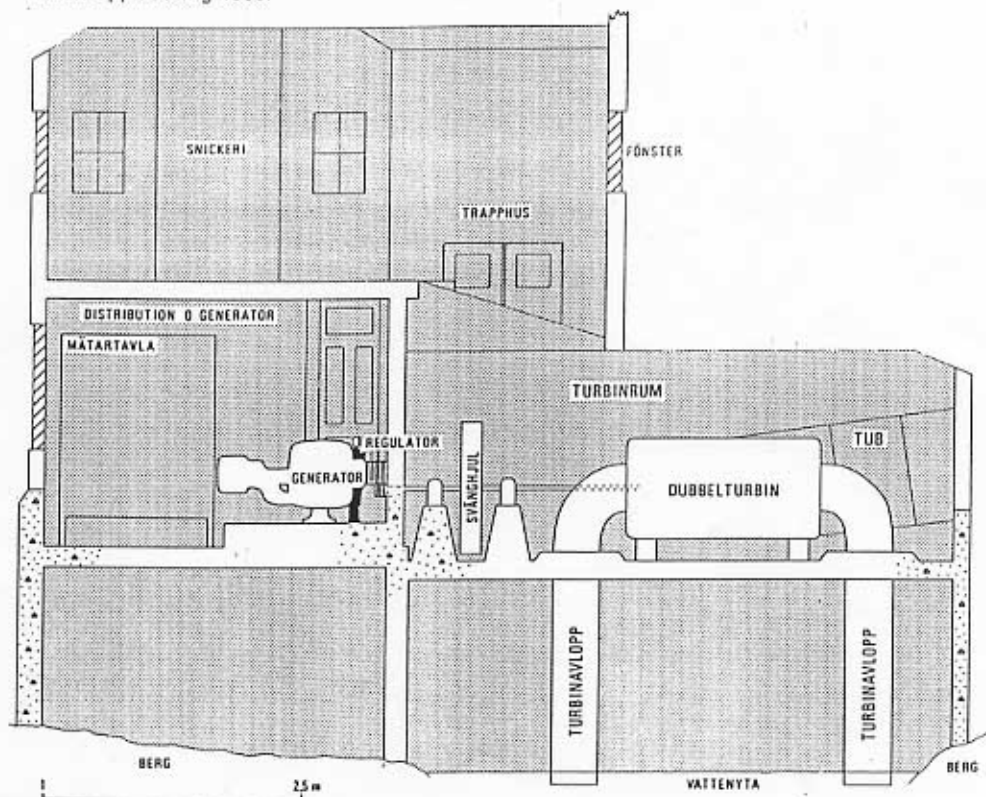 SNICKERI
FÖNSTER
TRAPPHUS
DISTRIBUTION O GENERATOR
MÄTARTAVLA
TURBINRUM
REGULATOR
TUB
GENERATOR
SVÄNGHJUL
DUBBELTURBIN
TURBINAVLOPP
TURBINAVLOPP
BERG
VATTENYTA
BERG
2,5 m